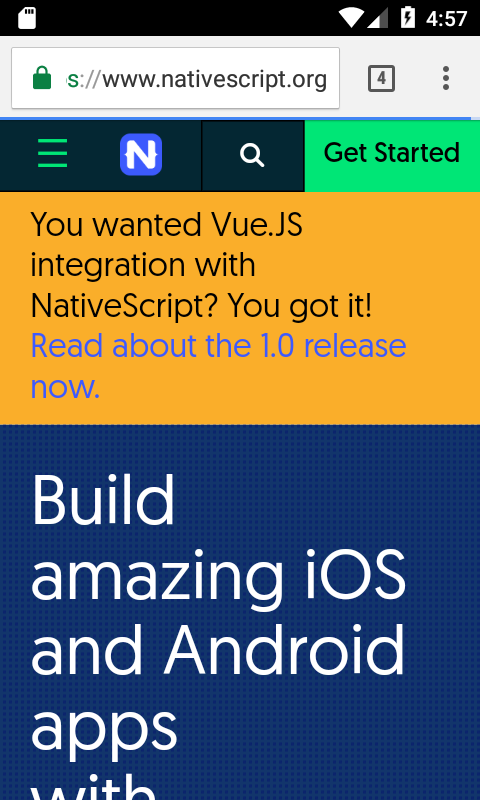 4:57
s://www.nativescript.org
4
N
Get Started
You wanted Vue.JS
integration with
NativeScript? You got it!
Read about the 1.0 release
now.
Build
amazing iOS
and Android
apps
with